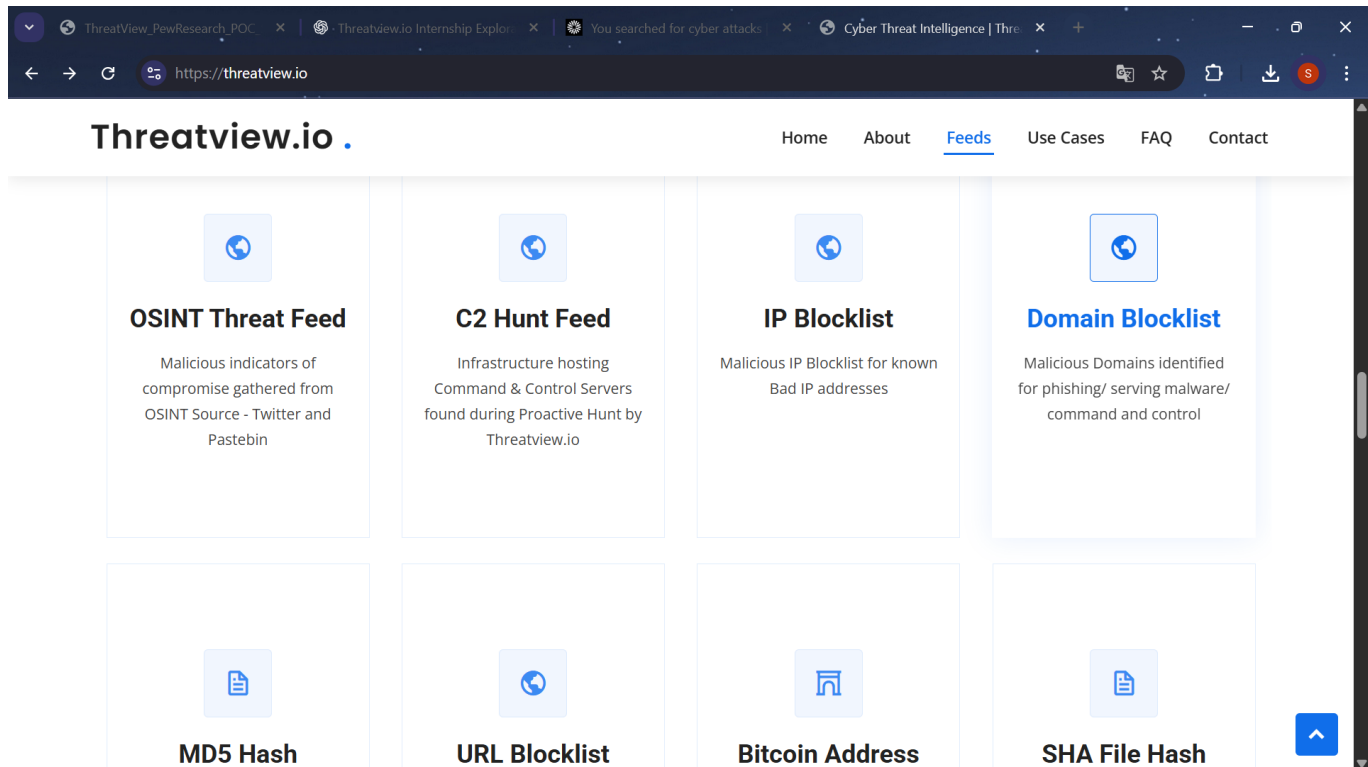 ThreatView_PewResearch_POC
Threatview.io Internship Explor
You searched for cyber attacks
Cyber Threat Intelligence | Thre
https://threatview.io
S
Threatview.io .
Home
About
Feeds
Use Cases
FAQ
Contact
OSINT Threat Feed
Malicious indicators of
compromise gathered from
OSINT Source - Twitter and
Pastebin
C2 Hunt Feed
Infrastructure hosting
Command & Control Servers
found during Proactive Hunt by
Threatview.io
IP Blocklist
Malicious IP Blocklist for known
Bad IP addresses
Domain Blocklist
Malicious Domains identified
for phishing/ serving malware/
command and control
MD5 Hash
URL Blocklist
Bitcoin Address
SHA File Hash